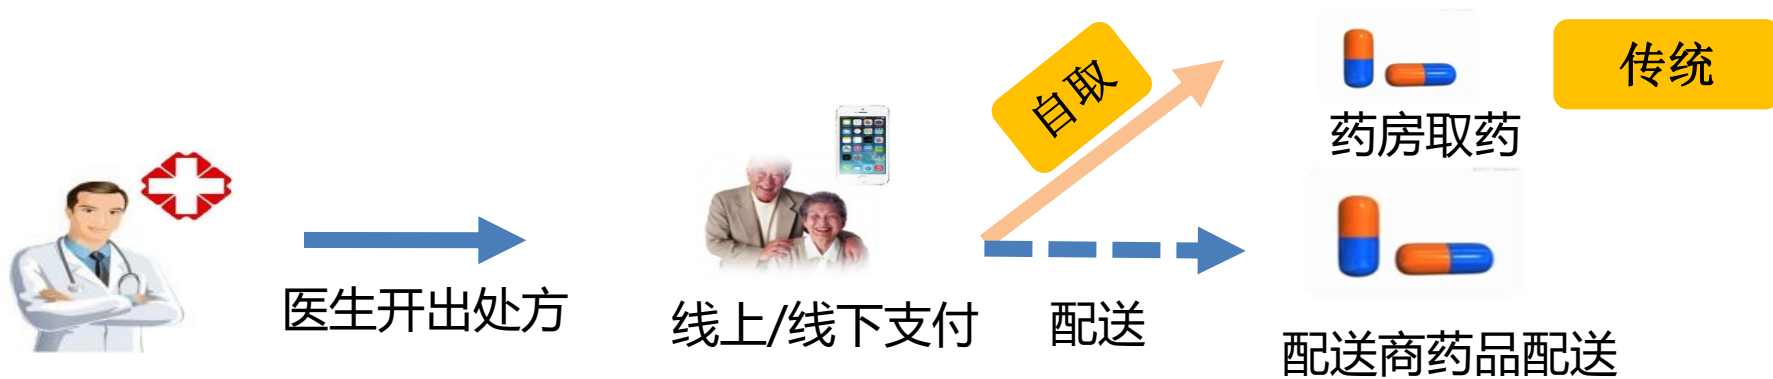 自取
传统
药房取药
医生开出处方
线上/线下支付
配送
配送商药品配送